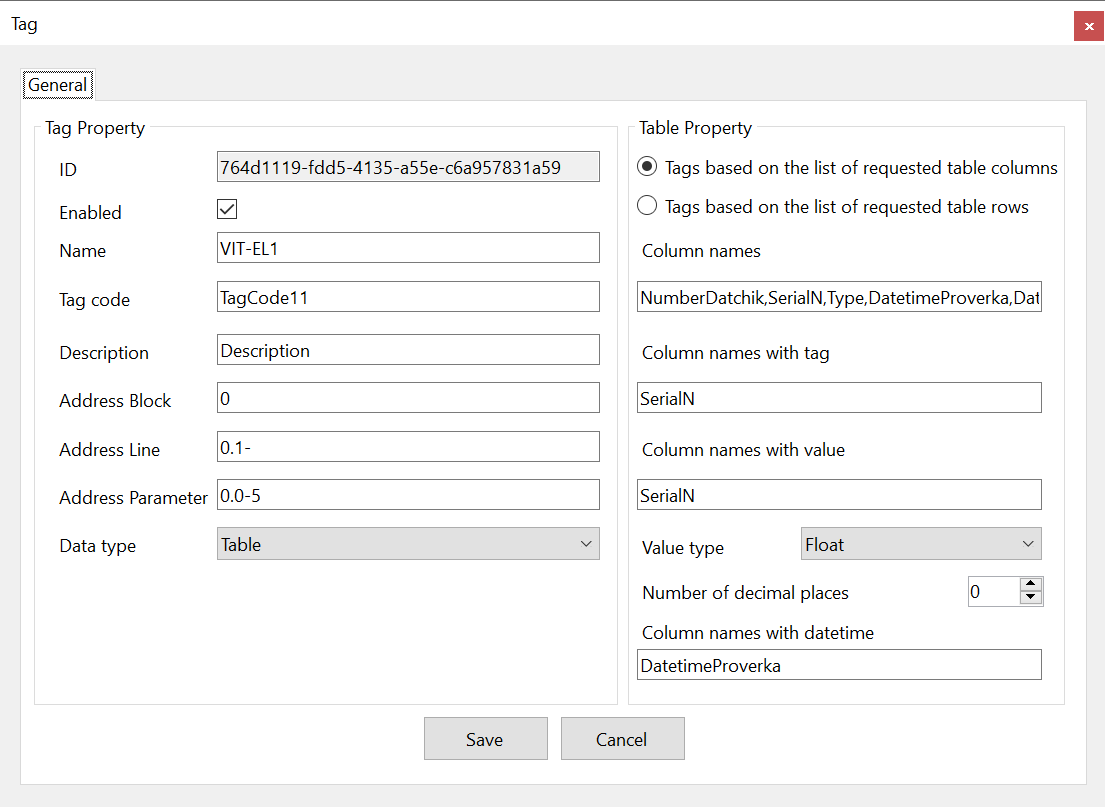 Tag
General
Tag Property
ID
764d1119-fdd5-4135-a55e-c6a957831a59
Enabled
Name
VIT-EL1
Tag code
TagCode11
Description
Description
Address Block
0
Address Line
0.1-
Address Parameter
0.0-5
Data type
Table
Table Property
Tags based on the list of requested table columns
Tags based on the list of requested table rows
Column names
NumberDatchik,SerialN,Type,DatetimeProverka,Dat
Column names with tag
SerialN
Column names with value
SerialN
Value type
Float
Number of decimal places
0
Column names with datetime
DatetimeProverka
Save
Cancel